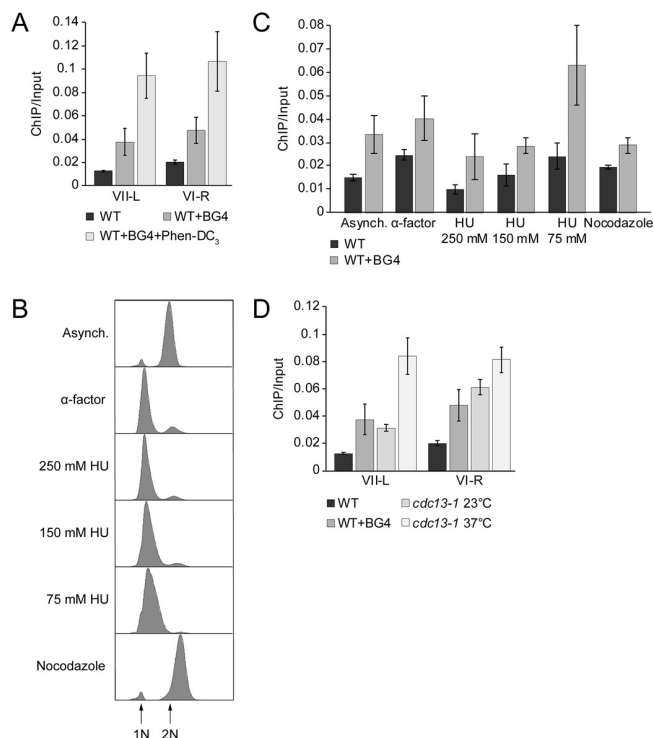 A
ChIP/Input
0.14
0.12
0.1
0.08
0.06
0.04
0.02
0
VII-L
VI-R
WT
WT+BG4
WT+BG4+Phen-DC₃
C
ChIP/Input
0.08
0.07
0.06
0.05
0.04
0.03
0.02
0.01
0
Asynch.
α-factor
HU
250 mM
HU
150 mM
HU
75 mM
Nocodazole
WT
WT+BG4
B
Asynch.
α-factor
250 mM HU
150 mM HU
75 mM HU
Nocodazole
1N
2N
D
ChIP/Input
0.12
0.1
0.08
0.06
0.04
0.02
0
VII-L
VI-R
WT
cdc13-1 23°C
WT+BG4
cdc13-1 37°C